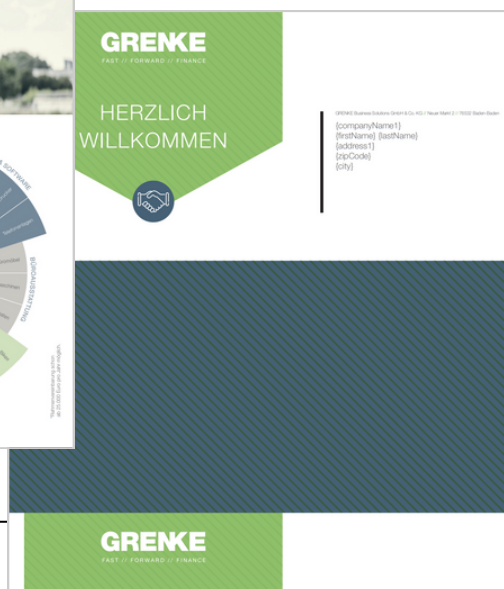 GRENKE
FAST // FORWARD // FINANCE
HERZLICH
WILLKOMMEN
GRENKE Business Solutions GmbH & Co. KG // Neuer Markt 2 // 76532 Baden-Baden
{companyName1}
{firstName} {lastName}
{address1}
{zipCode}
{city}
SOFTWARE
BÜROAUSSTATTUNG
GRENKE
FAST // FORWARD // FINANCE